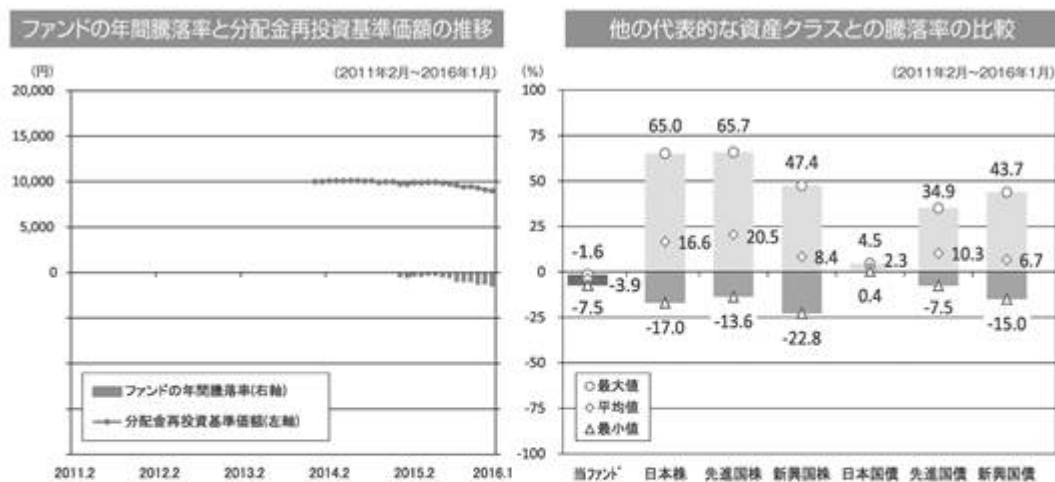 ファンドの年間騰落率と分配金再投資基準価額の推移
(円)
(2011年2月～2016年1月)
20,000
15,000
10,000
5,000
0
ファンドの年間騰落率(右軸)
分配金再投資基準価額(左軸)
2011.2 2012.2 2013.2 2014.2 2015.2 2016.1
他の代表的な資産クラスとの騰落率の比較
(%)
(2011年2月～2016年1月)
100
75
50
25
0
-25
-50
-75
-100
65.0 65.7 47.4 4.5 34.9 43.7
-1.6
16.6 20.5 8.4 2.3 10.3 6.7
-3.9
-7.5 -17.0 -13.6 -22.8 0.4 -7.5 -15.0
最大値
平均値
最小値
当ファンド 日本株 先進国株 新興国株 日本国債 先進国債 新興国債